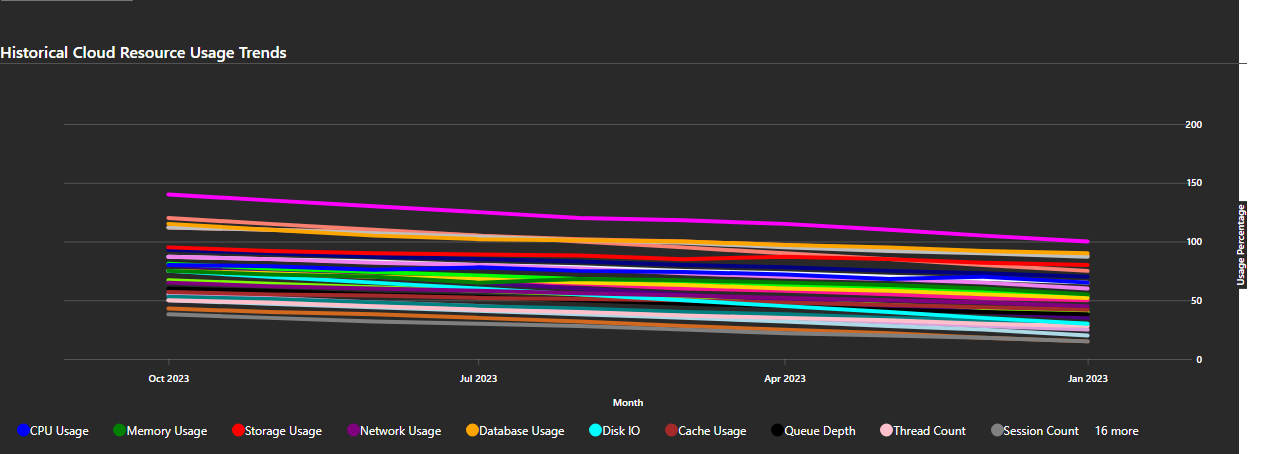 Historical Cloud Resource Usage Trends
200
150
100
50
0
Usage Percentage
Oct 2023
Jul 2023
Apr 2023
Jan 2023
Month
CPU Usage
Memory Usage
Storage Usage
Network Usage
Database Usage
Disk IO
Cache Usage
Queue Depth
Thread Count
Session Count
16 more